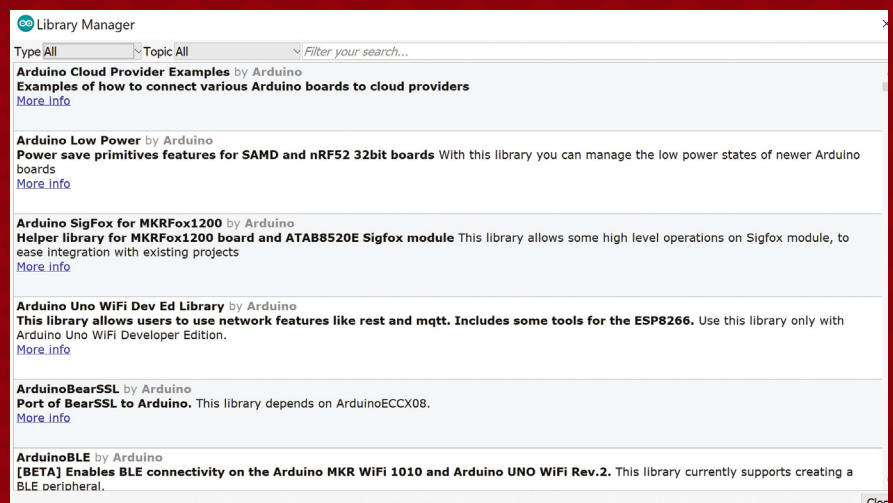 Library Manager
Type All Topic All Filter your search...
Arduino Cloud Provider Examples by Arduino
Examples of how to connect various Arduino boards to cloud providers
More info
Arduino Low Power by Arduino
Power save primitives features for SAMD and nRF52 32bit boards With this library you can manage the low power states of newer Arduino
boards
More info
Arduino SigFox for MKRFox1200 by Arduino
Helper library for MKRFox1200 board and ATAB8520E Sigfox module This library allows some high level operations on Sigfox module, to
ease integration with existing projects
More info
Arduino Uno WiFi Dev Ed Library by Arduino
This library allows users to use network features like rest and mqtt. Includes some tools for the ESP8266. Use this library only with
Arduino Uno WiFi Developer Edition.
More info
ArduinoBearSSL by Arduino
Port of BearSSL to Arduino. This library depends on ArduinoECCX08.
More info
ArduinoBLE by Arduino
[BETA] Enables BLE connectivity on the Arduino MKR WiFi 1010 and Arduino UNO WiFi Rev.2. This library currently supports creating a
BLE peripheral.